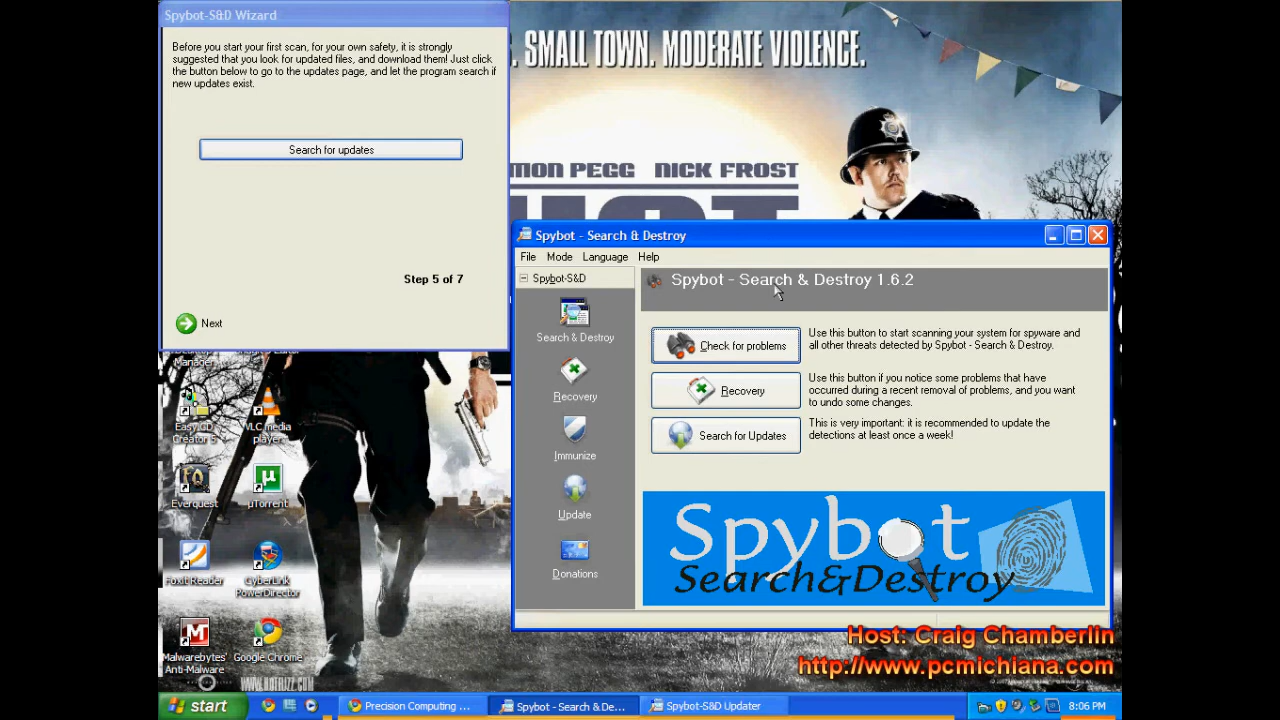 Spybot-S&D Wizard
Before you start your first scan, for your own safety, it is strongly
suggested that you look for updated files, and download them! Just click
the button below to go to the updates page, and let the program search if
new updates exist.
Search for updates
Step 5 of 7
Next
. SMALL TOWN. MODERATE VIOLENCE.
MON PEGG NICK FROST
Spybot - Search & Destroy
File Mode Language Help
Spybot-S&D
Search & Destroy
Recovery
Immunize
Update
Donations
Spybot - Search & Destroy 1.6.2
Check for problems
Use this button to start scanning your system for spyware and
all other threats detected by Spybot - Search & Destroy.
Recovery
Use this button if you notice some problems that have
occurred during a recent removal of problems, and you want
to undo some changes.
Search for Updates
This is very important: it is recommended to update the
detections at least once a week!
Spybot
Search&Destroy
Manager
Easy CD
Creator 5
VLC media
player
Everquest
µTorrent
Foxit Reader
CyberLink
PowerDirector
Malwarebytes'
Anti-Malware
Google Chrome
Host: Craig Chamberlin
http://www.pcmichiana.com
start
Precision Computing ...
Spybot - Search & De...
Spybot-S&D Updater
8:06 PM